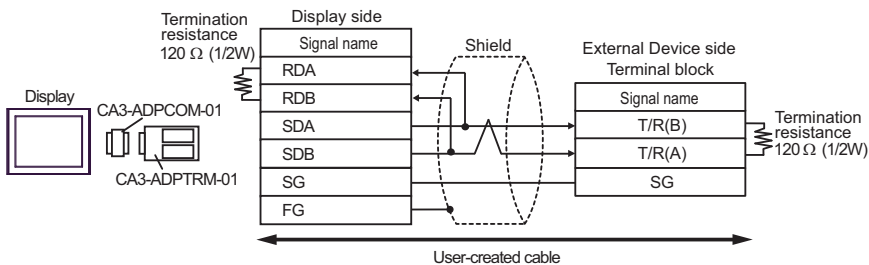 Termination
resistance
120 Ω (1/2W)
Display side
Signal name
RDA
RDB
SDA
SDB
SG
FG
Shield
External Device side
Terminal block
Signal name
T/R(B)
T/R(A)
SG
Termination
resistance
120 Ω (1/2W)
Display
CA3-ADPCOM-01
CA3-ADPTRM-01
User-created cable